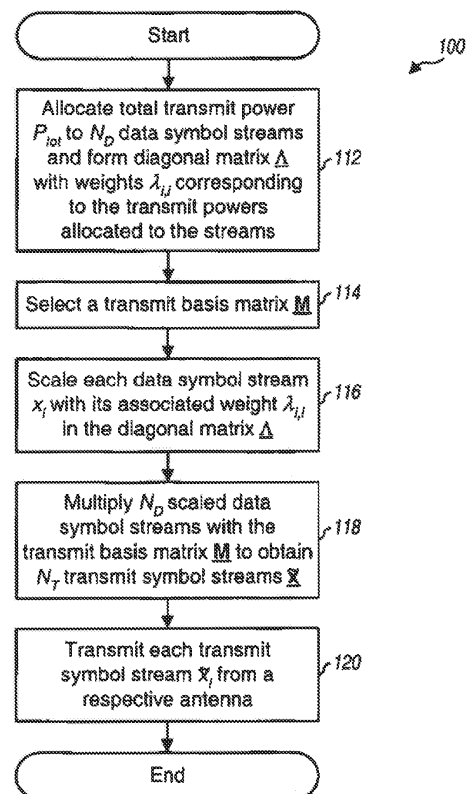 Start
100
Allocate total transmit power
P_tot to N_D data symbol streams
and form diagonal matrix Λ
with weights λ_i,i corresponding
to the transmit powers
allocated to the streams
112
Select a transmit basis matrix M
114
Scale each data symbol stream
x_i with its associated weight λ_i,i
in the diagonal matrix Λ
116
Multiply N_D scaled data
symbol streams with the
transmit basis matrix M to obtain
N_T transmit symbol streams x̃
118
Transmit each transmit
symbol stream x̃_i from a
respective antenna
120
End